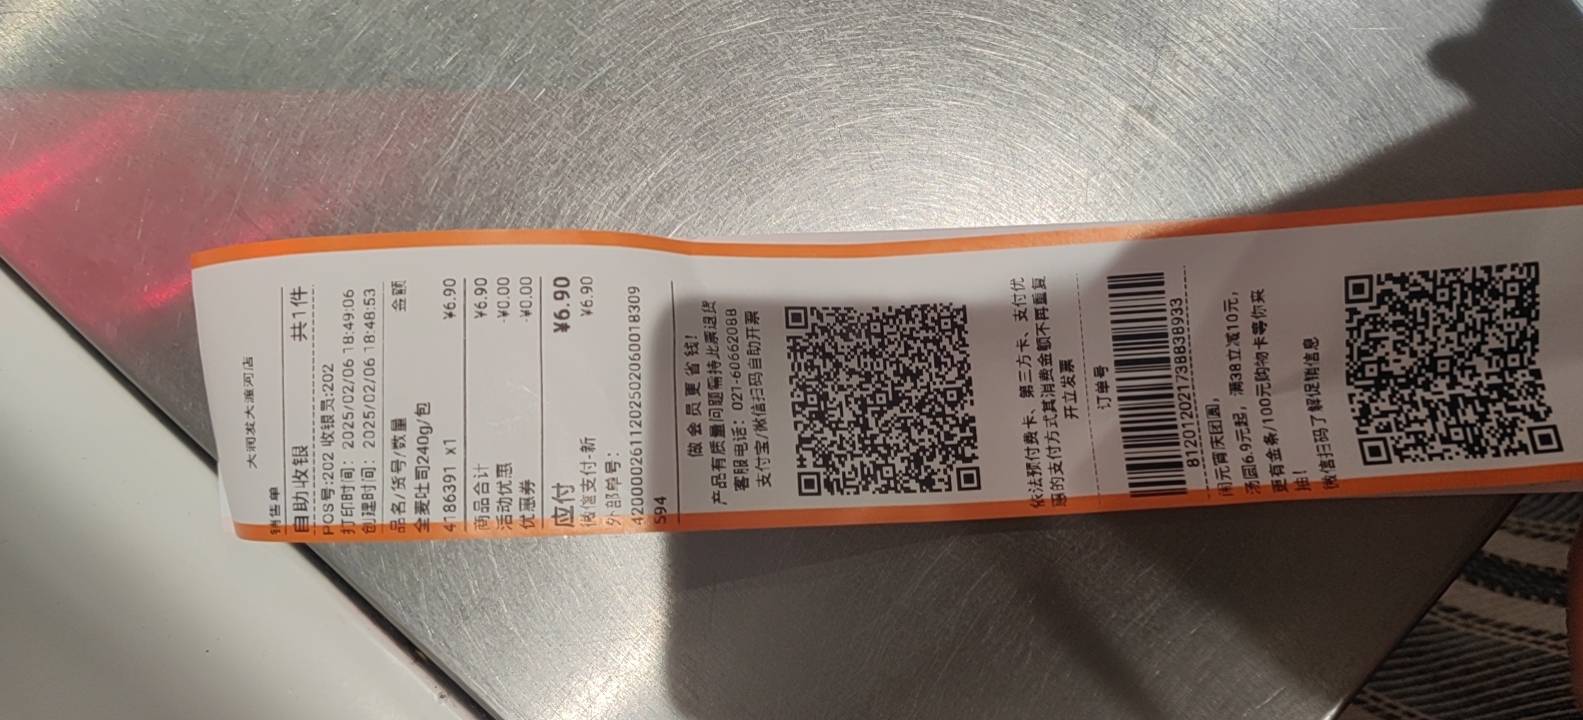 大润发大渡河店
销售单
自助收银 共1件
POS号:202 收银员:202
打印时间: 2025/02/06 18:49:06
创建时间: 2025/02/06 18:48:53
品名/货号/数量 金额
全麦吐司240g/包
4186391 x1 ¥6.90
商品合计 ¥6.90
活动优惠 -¥0.00
优惠券 -¥0.00
应付 ¥6.90
微信支付-新 ¥6.90
外部单号:
4200002611202502060018309
594
做会员更省钱!
产品有质量问题需持此票退货
客服电话: 021-60662088
支付宝/微信扫码自助开票
依法预付费卡、第三方卡、支付优
惠的支付方式其消费金额不再重复
开立发票
订单号
812012021738838933
闹元宵庆团圆,
汤圆6.9元起, 满38立减10元,
更有金条/100元购物卡等你来
抽!
微信扫码了解促销信息